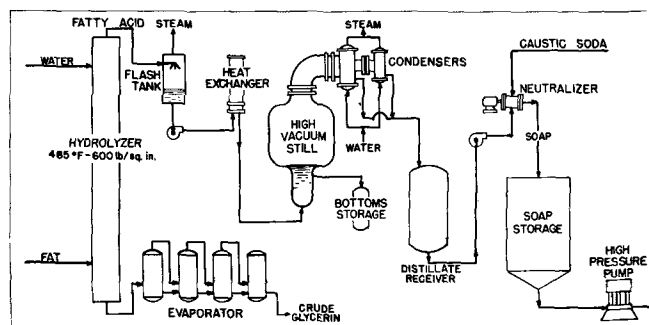 FATTY ACID
STEAM
WATER
FLASH
TANK
HEAT
EXCHANGER
STEAM
CONDENSERS
CAUSTIC SODA
NEUTRALIZER
HYDROLYZER
485 °F-600 lb/sq. in.
HIGH
VACUUM
STILL
WATER
SOAP
BOTTOMS
STORAGE
SOAP
STORAGE
FAT
DISTILLATE
RECEIVER
HIGH
PRESSURE
PUMP
EVAPORATOR
CRUDE
GLYCERIN